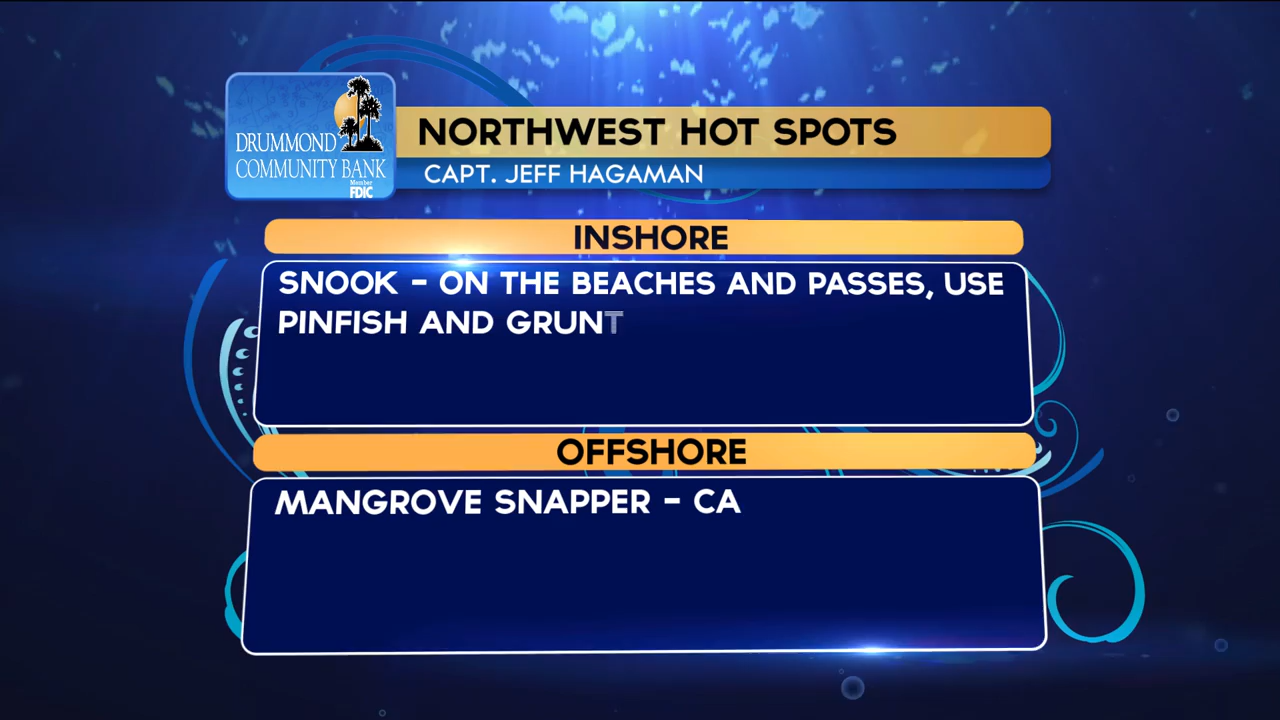 DRUMMOND
COMMUNITY BANK
Member
FDIC
NORTHWEST HOT SPOTS
CAPT. JEFF HAGAMAN
INSHORE
SNOOK - ON THE BEACHES AND PASSES, USE
PINFISH AND GRUNT
OFFSHORE
MANGROVE SNAPPER - CA